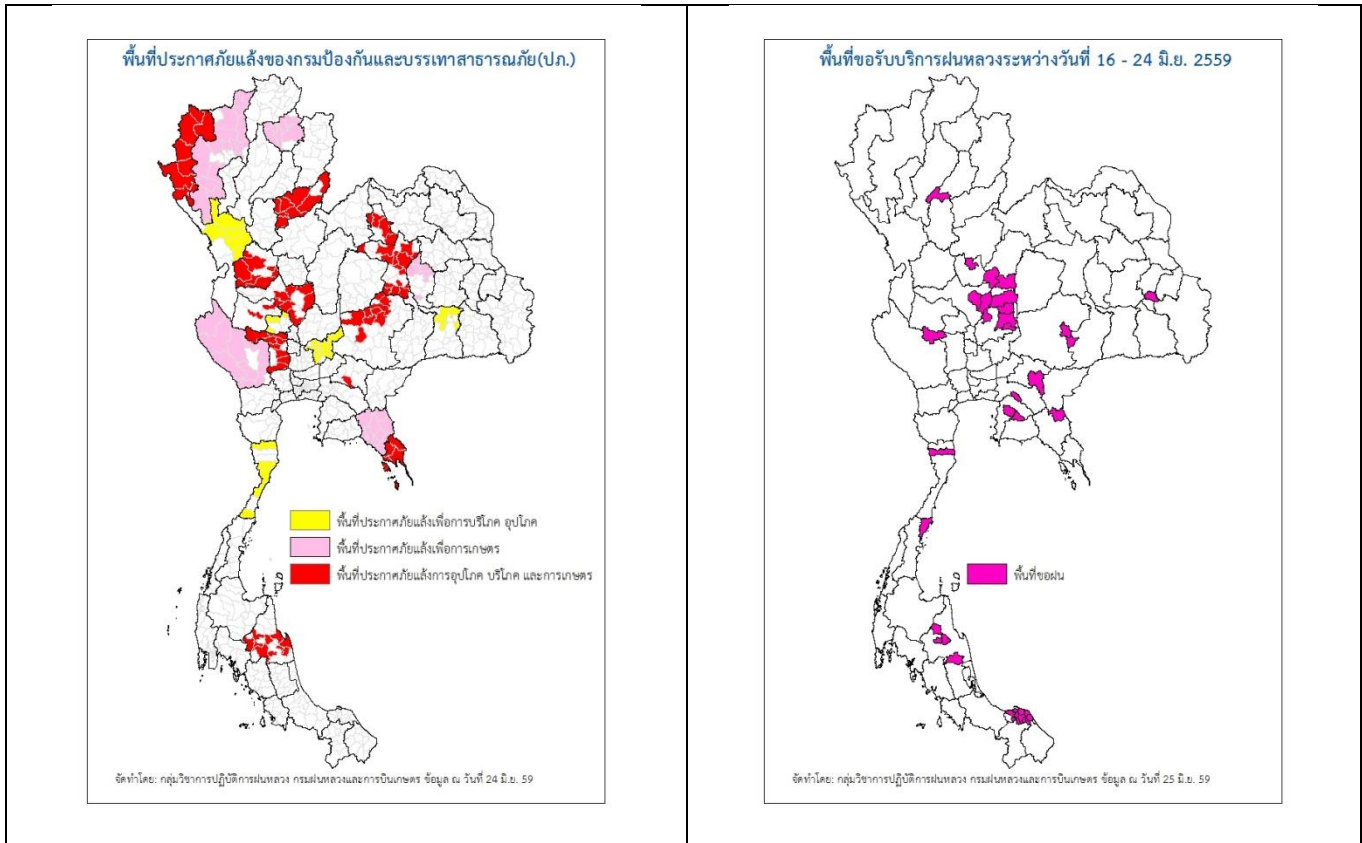 พื้นที่ประกาศภัยแล้งของกรมป้องกันและบรรเทาสาธารณภัย(ปภ.)
พื้นที่ประกาศภัยแล้งเพื่อการบริโภค อุปโภค
พื้นที่ประกาศภัยแล้งเพื่อการเกษตร
พื้นที่ประกาศภัยแล้งการอุปโภค บริโภค และการเกษตร
จัดทำโดย: กลุ่มวิชาการปฏิบัติการฝนหลวง กรมฝนหลวงและการบินเกษตร ข้อมูล ณ วันที่ 24 มิ.ย. 59
พื้นที่ขอรับบริการฝนหลวงระหว่างวันที่ 16 - 24 มิ.ย. 2559
พื้นที่ขอฝน
จัดทำโดย: กลุ่มวิชาการปฏิบัติการฝนหลวง กรมฝนหลวงและการบินเกษตร ข้อมูล ณ วันที่ 25 มิ.ย. 59